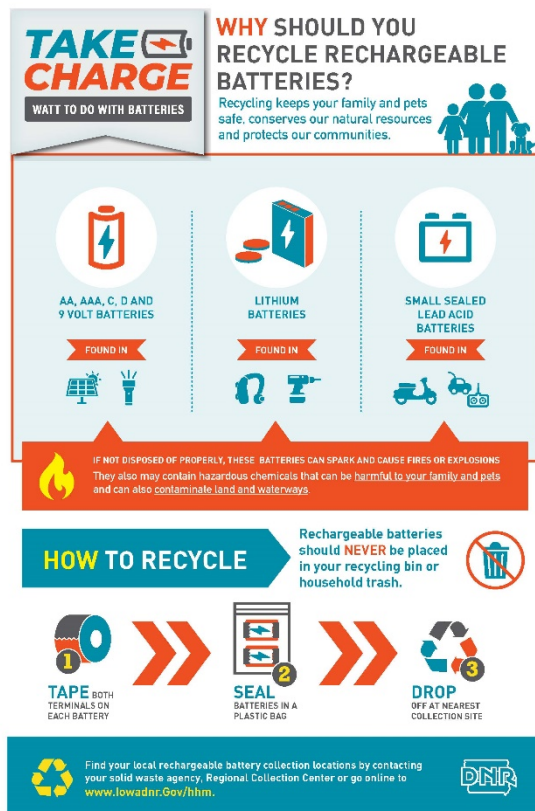 TAKE
CHARGE
WATT TO DO WITH BATTERIES
WHY SHOULD YOU
RECYCLE RECHARGEABLE
BATTERIES?
Recycling keeps your family and pets
safe, conserves our natural resources
and protects our communities.
AA, AAA, C, D AND
9 VOLT BATTERIES
FOUND IN
LITHIUM
BATTERIES
FOUND IN
SMALL SEALED
LEAD ACID
BATTERIES
FOUND IN
IF NOT DISPOSED OF PROPERLY, THESE BATTERIES CAN SPARK AND CAUSE FIRES OR EXPLOSIONS
They also may contain hazardous chemicals that can be harmful to your family and pets
and can also contaminate land and waterways.
HOW TO RECYCLE
Rechargeable batteries
should NEVER be placed
in your recycling bin or
household trash.
1
TAPE BOTH
TERMINALS ON
EACH BATTERY
2
SEAL
BATTERIES IN A
PLASTIC BAG
3
DROP
OFF AT NEAREST
COLLECTION SITE
Find your local rechargeable battery collection locations by contacting
your solid waste agency, Regional Collection Center or go online to
www.Iowadnr.Gov/hhm.
DNR